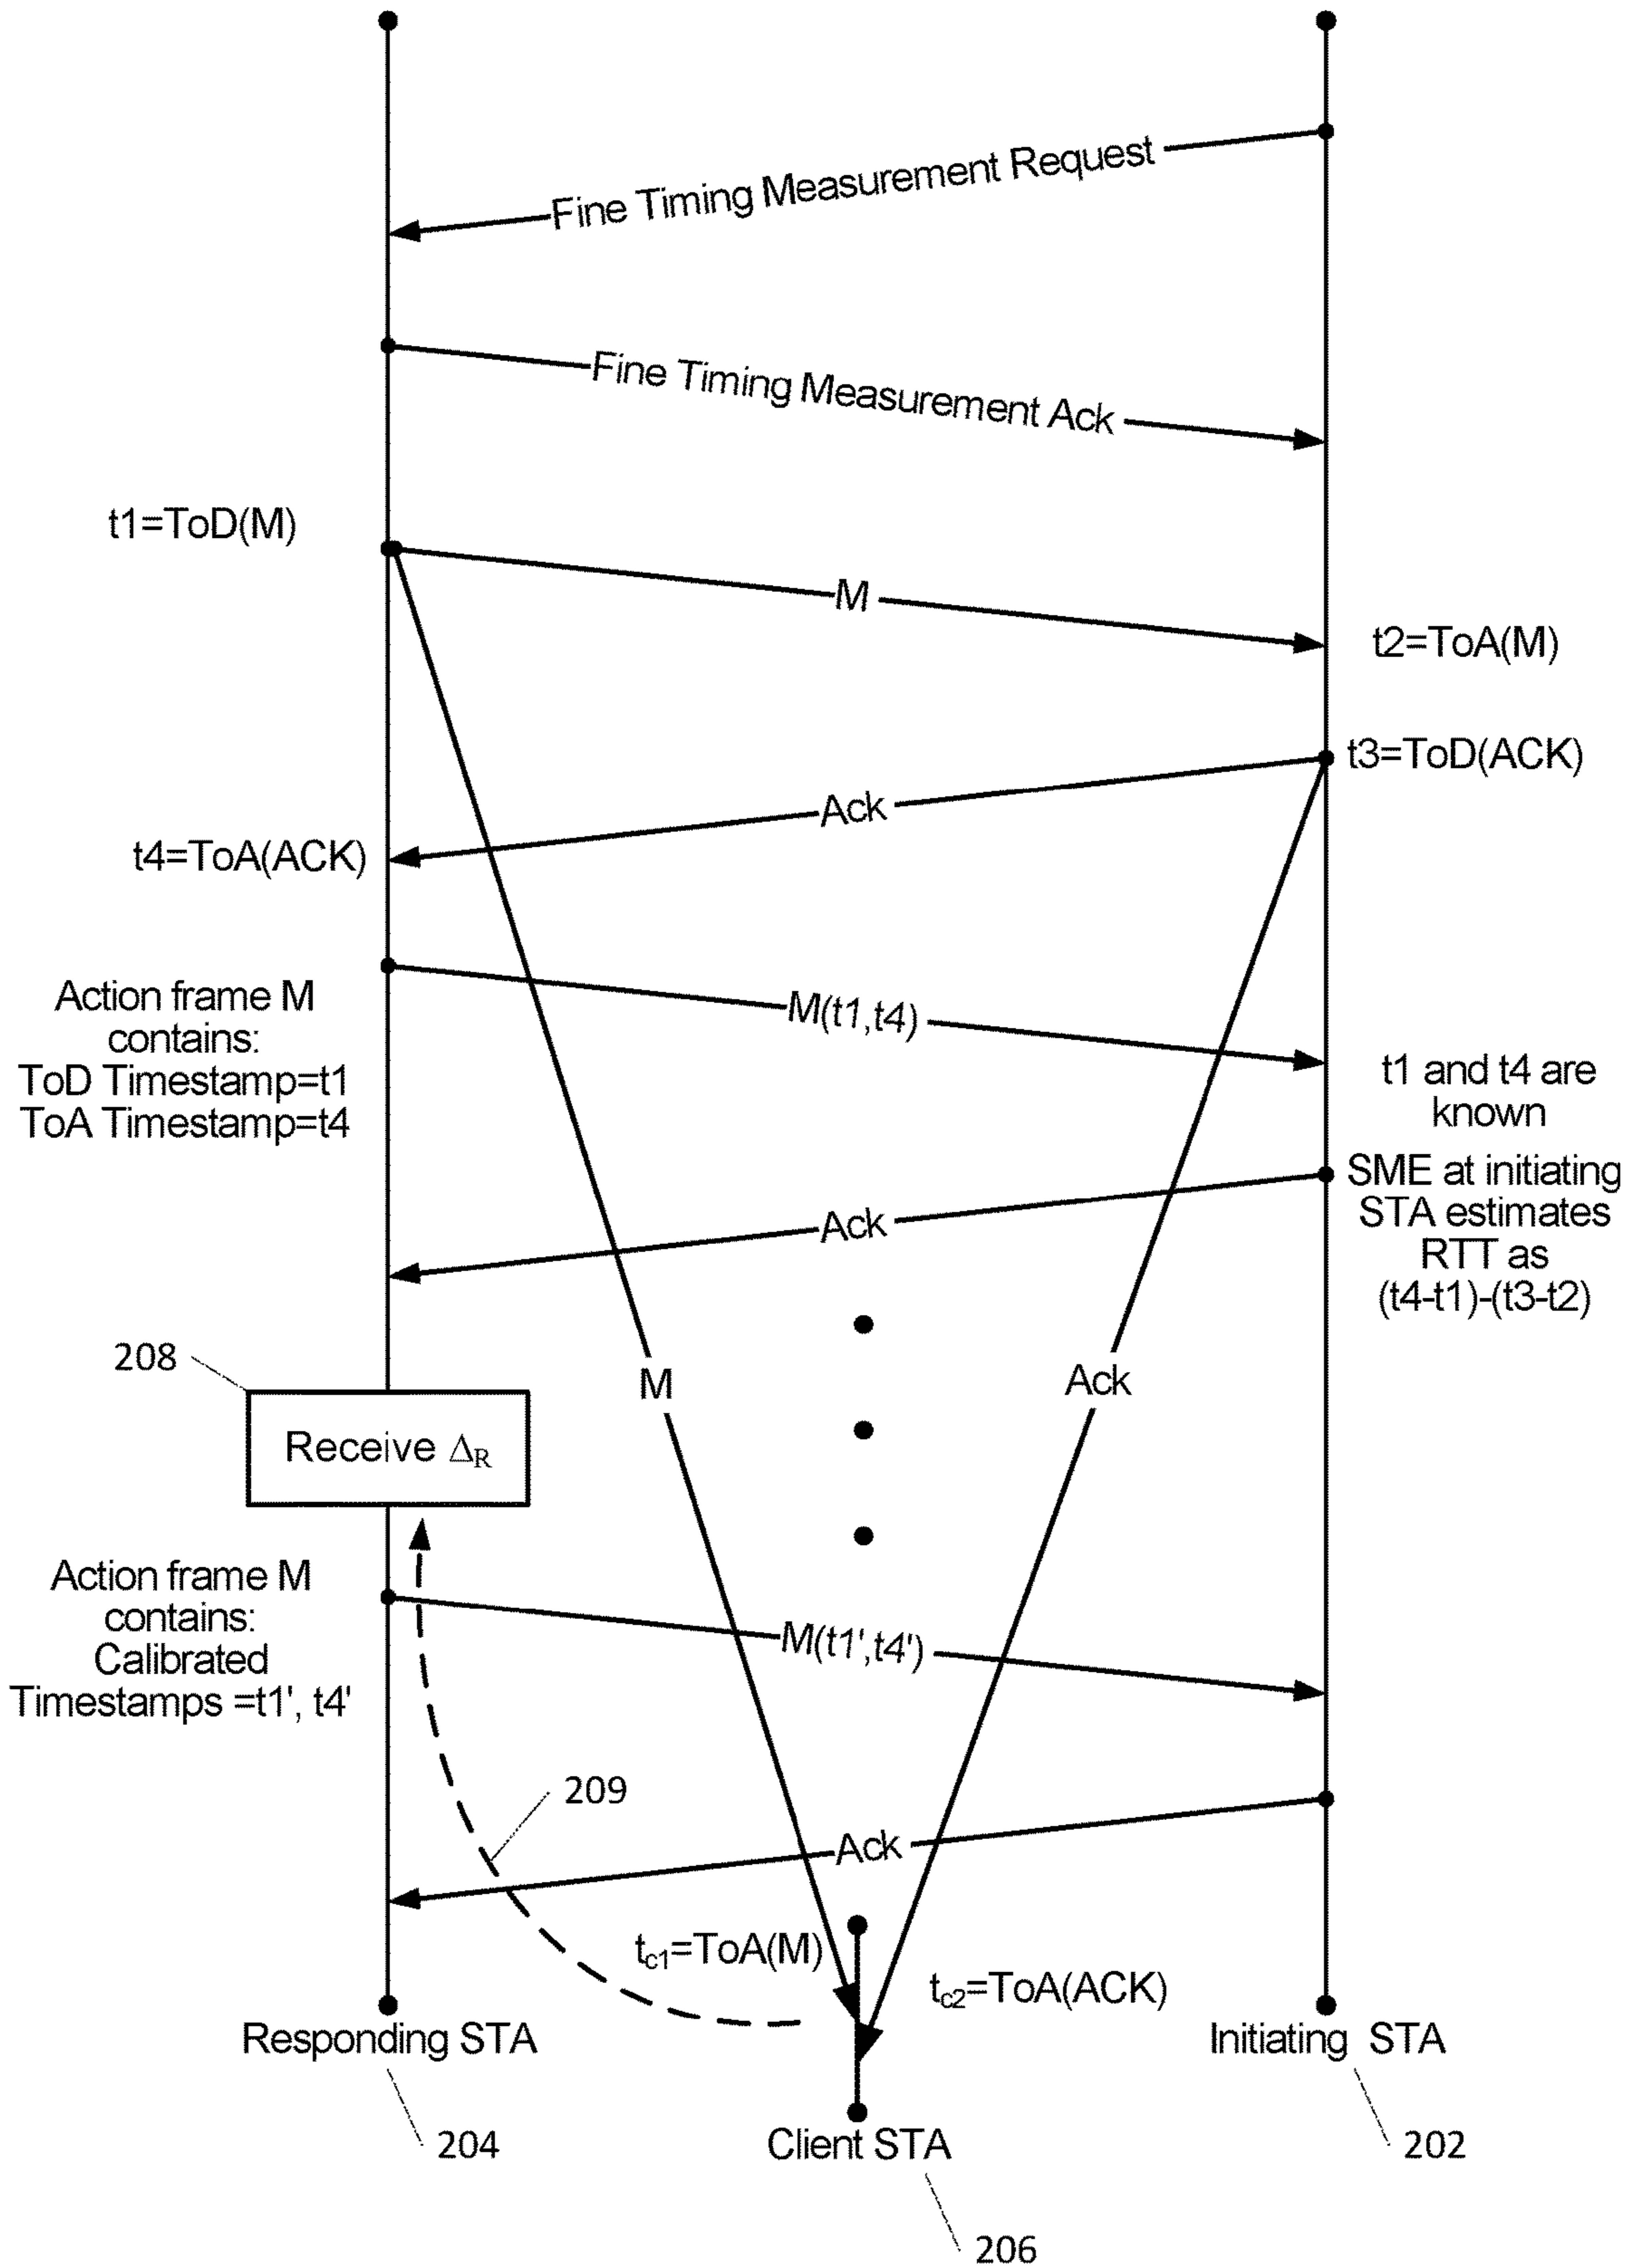 Fine Timing Measurement Request
Fine Timing Measurement Ack
t1=ToD(M)
M
t2=ToA(M)
t3=ToD(ACK)
Ack
t4=ToA(ACK)
Action frame M
contains:
ToD Timestamp=t1
ToA Timestamp=t4
M(t1,t4)
t1 and t4 are
known
SME at initiating
STA estimates
RTT as
(t4-t1)-(t3-t2)
Ack
208
M
Ack
Receive ΔR
Action frame M
contains:
Calibrated
Timestamps =t1', t4'
M(t1',t4')
209
Ack
tc1=ToA(M)
tc2=ToA(ACK)
Responding STA
Initiating STA
204
Client STA
202
206